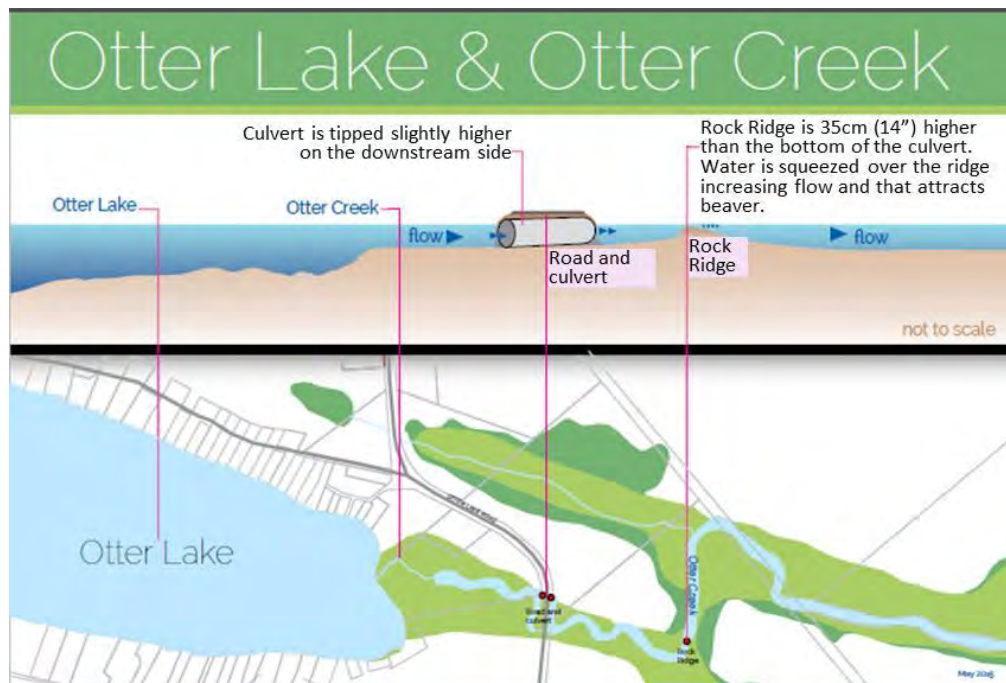 Otter Lake & Otter Creek
Culvert is tipped slightly higher
on the downstream side
Rock Ridge is 35cm (14”) higher
than the bottom of the culvert.
Water is squeezed over the ridge
increasing flow and that attracts
beaver.
Otter Lake
Otter Creek
flow
Road and
culvert
Rock
Ridge
flow
not to scale
Otter Lake
Road and
culvert
Otter Creek
Rock
Ridge
May 2016